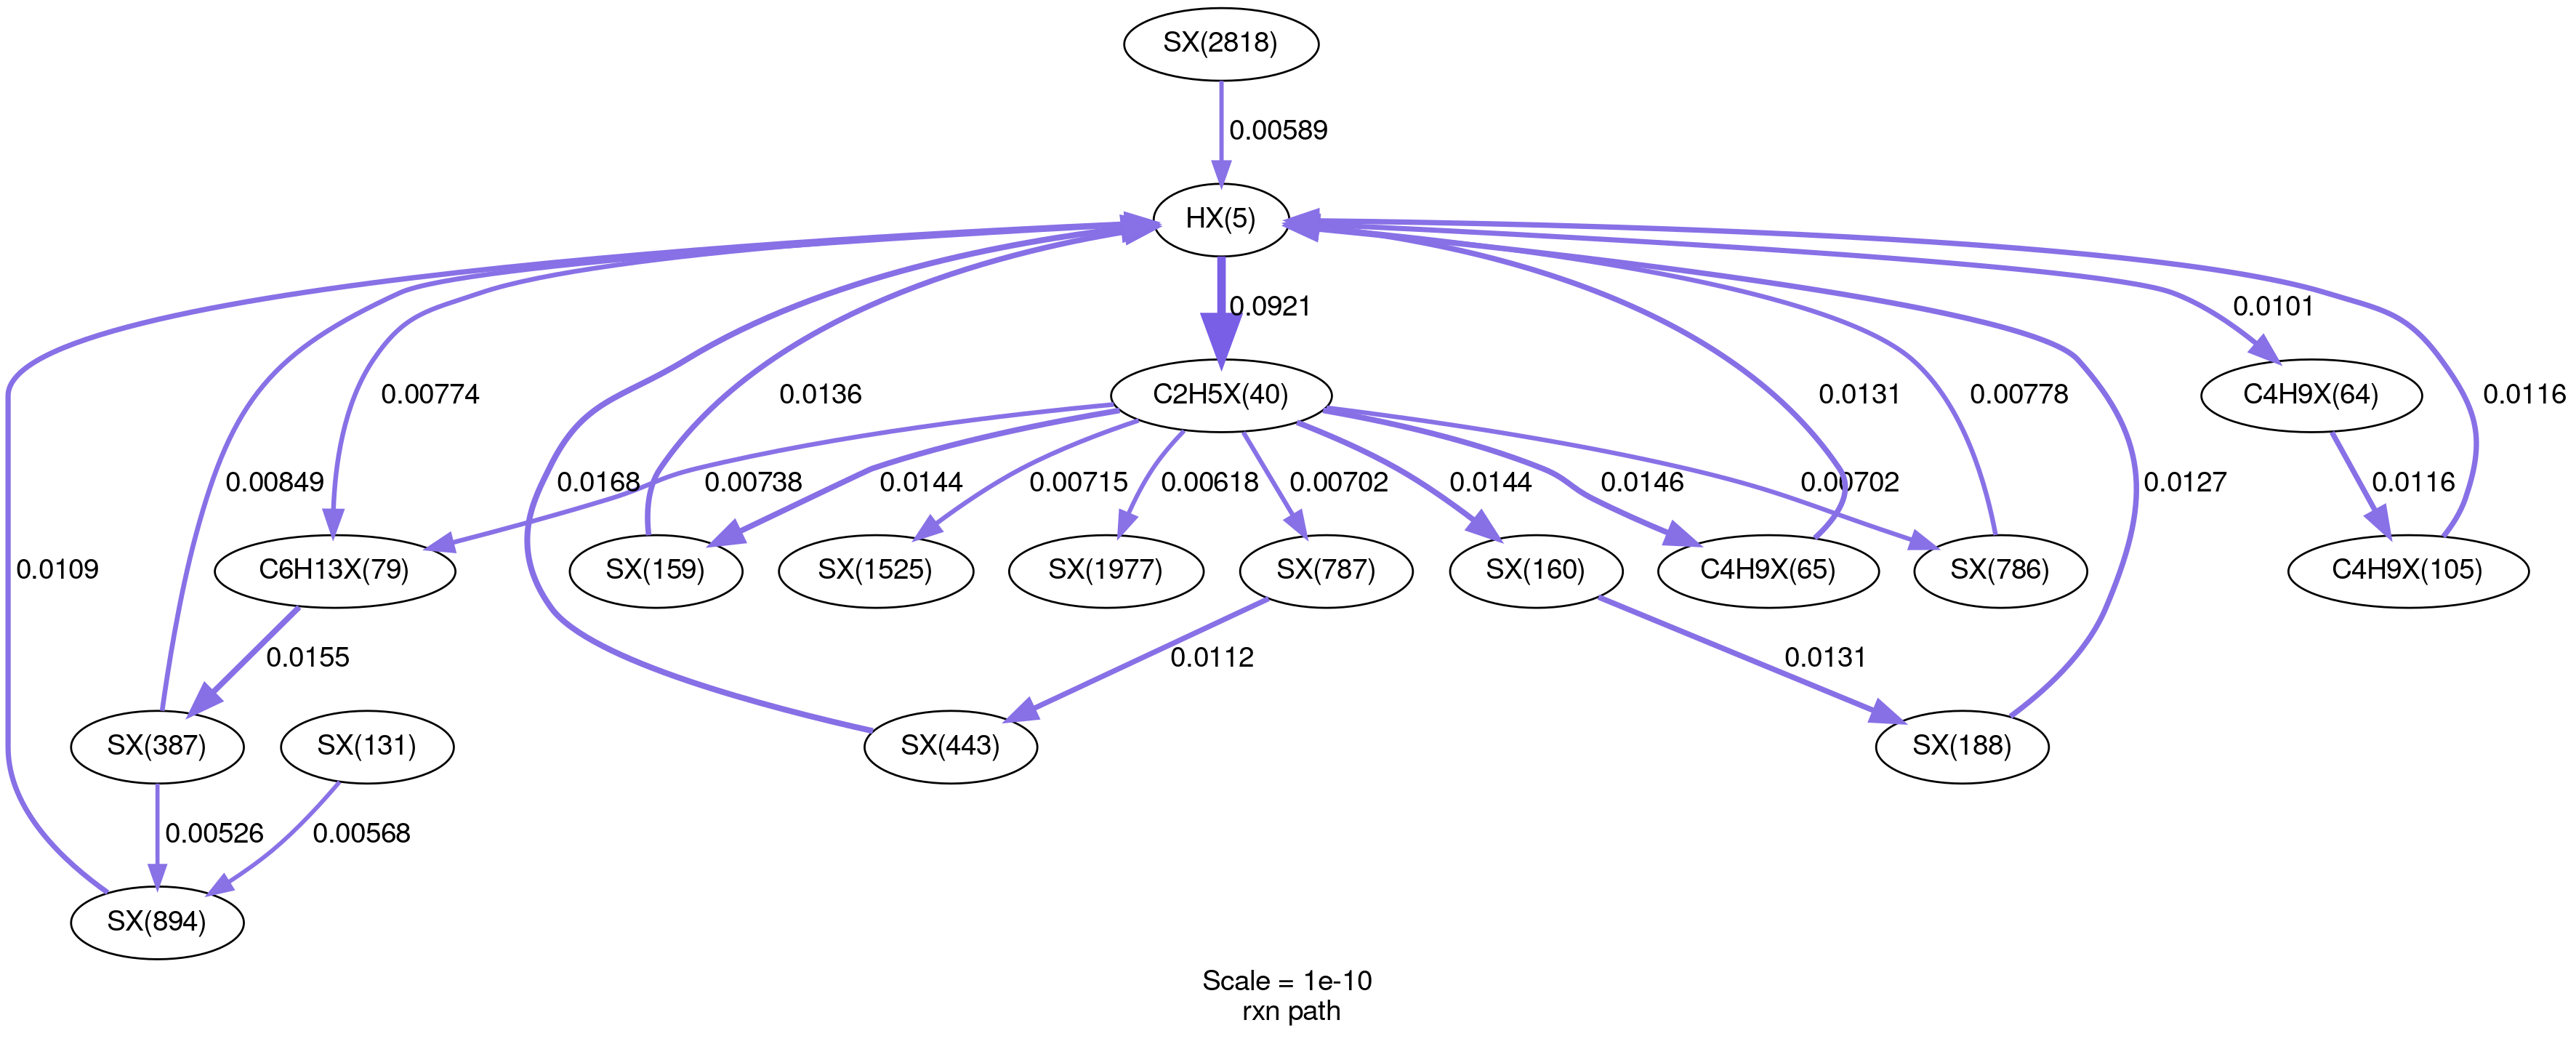 SX(2818)
0.00589
HX(5)
0.0921
0.0101
C2H5X(40)
C4H9X(64)
0.00774
0.0136
0.0131
0.00778
0.0116
0.00849
0.0168
0.00738
0.0144
0.00715
0.00618
0.00702
0.0144
0.0146
0.00702
0.0127
0.0116
0.0109
C6H13X(79)
SX(159)
SX(1525)
SX(1977)
SX(787)
SX(160)
C4H9X(65)
SX(786)
C4H9X(105)
0.0155
0.0112
0.0131
SX(387)
SX(131)
SX(443)
SX(188)
0.00526
0.00568
SX(894)
Scale = 1e-10
rxn path